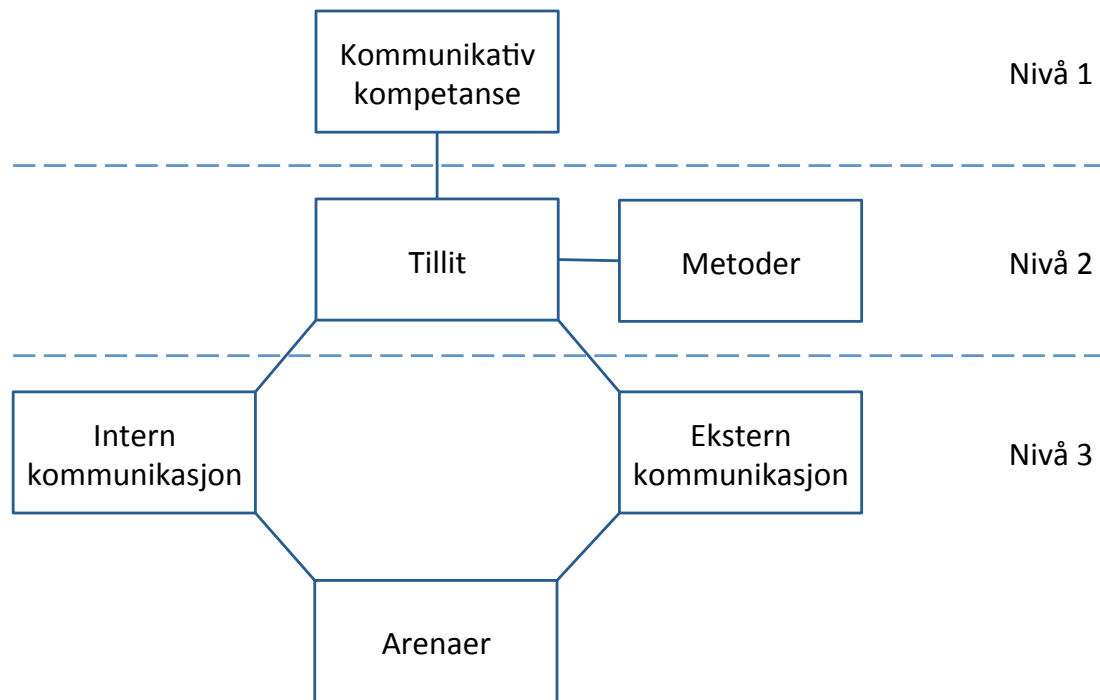 Kommunikativ
kompetanse
Nivå 1
Tillit
Metoder
Nivå 2
Intern
kommunikasjon
Ekstern
kommunikasjon
Nivå 3
Arenaer